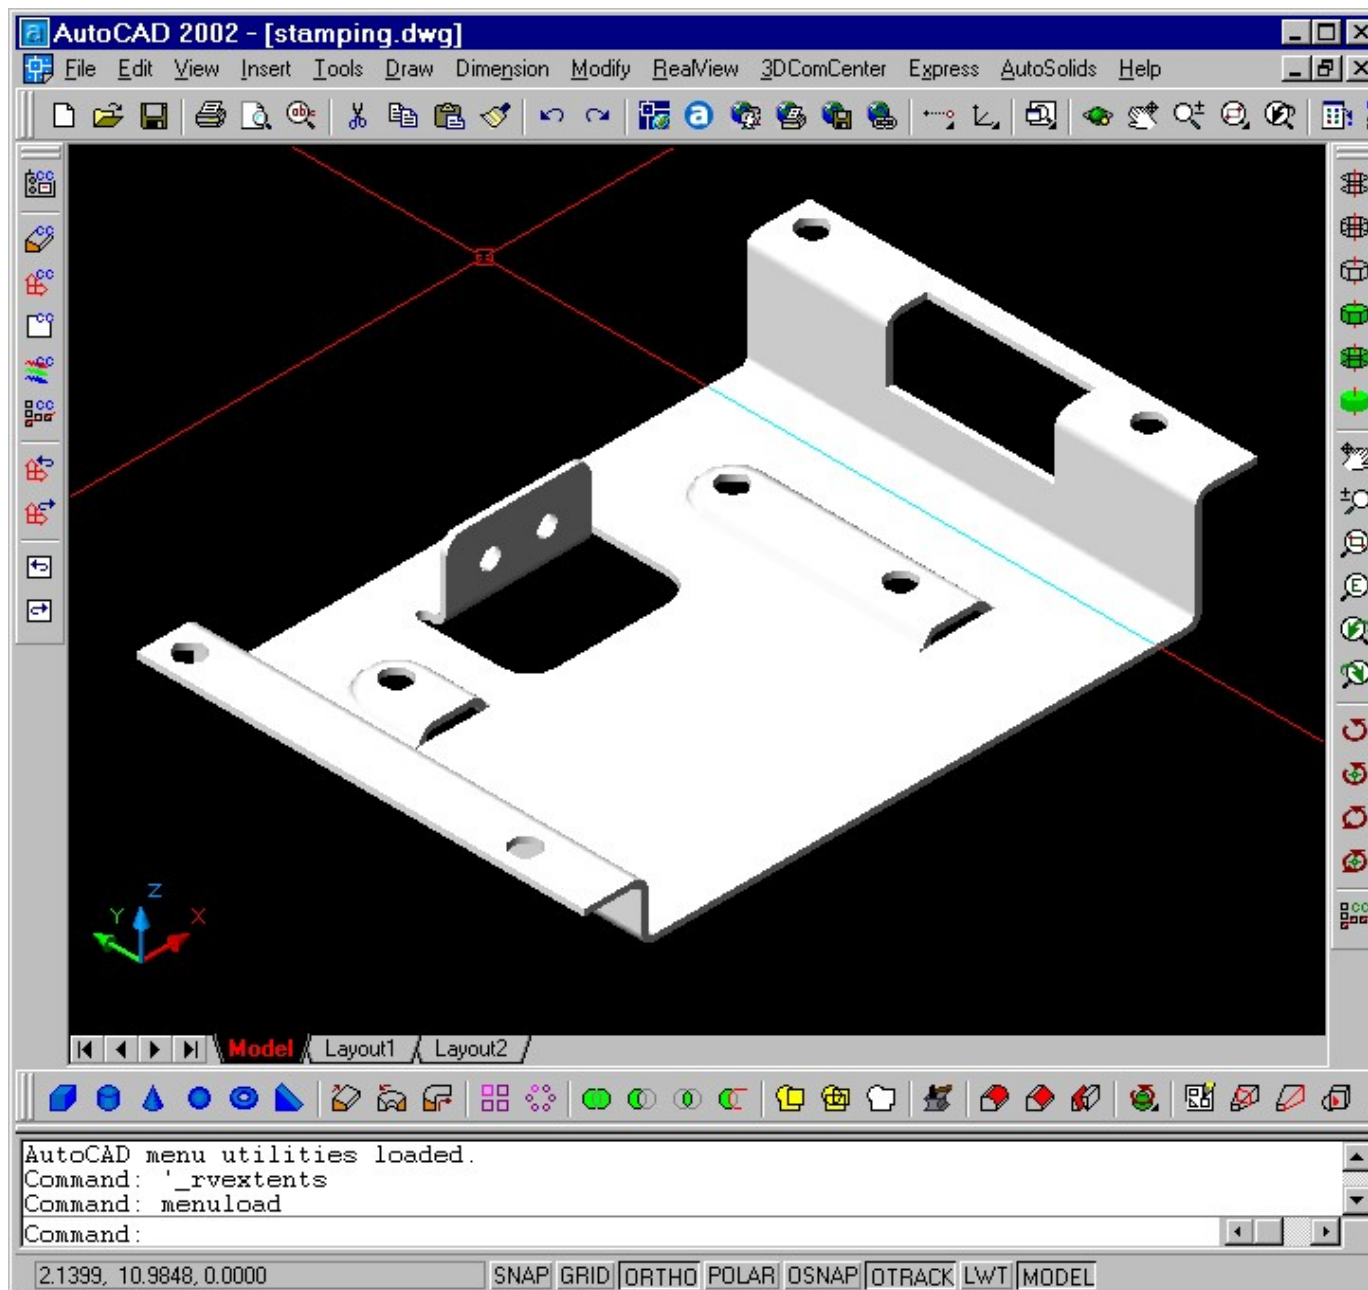 AutoCAD 2002 - [stamping.dwg]
File Edit View Insert Tools Draw Dimension Modify RealView 3DComCenter Express AutoSolids Help
Z
Y X
Model Layout1 Layout2
AutoCAD menu utilities loaded.
Command: '_rvextents
Command: menuload
Command:
2.1399, 10.9848, 0.0000 SNAP GRID ORTHO POLAR OSNAP OTRACK LWT MODEL